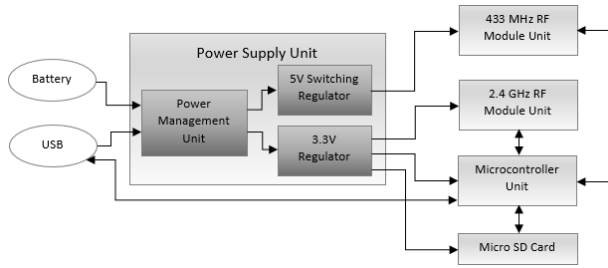 Power Supply Unit
Battery
USB
Power
Management
Unit
5V Switching
Regulator
3.3V
Regulator
433 MHz RF
Module Unit
2.4 GHz RF
Module Unit
Microcontroller
Unit
Micro SD Card